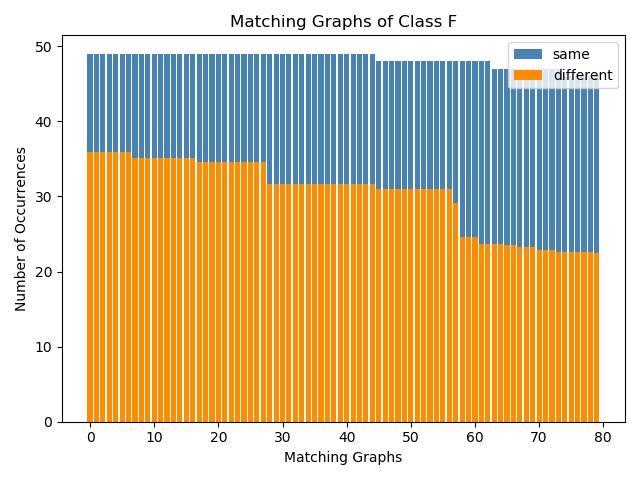 Matching Graphs of Class F
same
different
Number of Occurrences
50
40
30
20
10
0
0 10 20 30 40 50 60 70 80
Matching Graphs